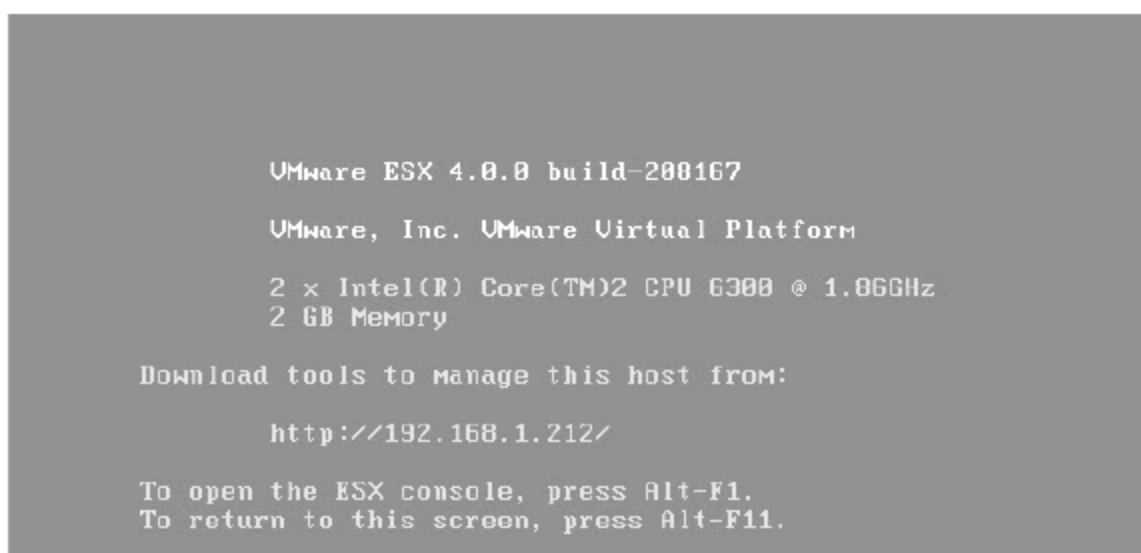 VMware ESX 4.0.0 build-208167
VMware, Inc. VMware Virtual Platform
2 x Intel(R) Core(TM)2 CPU 6300 @ 1.86GHz
2 GB Memory
Download tools to manage this host from:
http://192.168.1.212/
To open the ESX console, press Alt-F1.
To return to this screen, press Alt-F11.